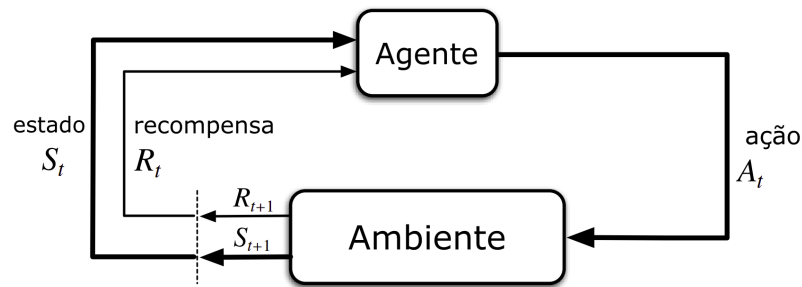 Agente
estado
S_t
recompensa
R_t
ação
A_t
R_{t+1}
S_{t+1}
Ambiente